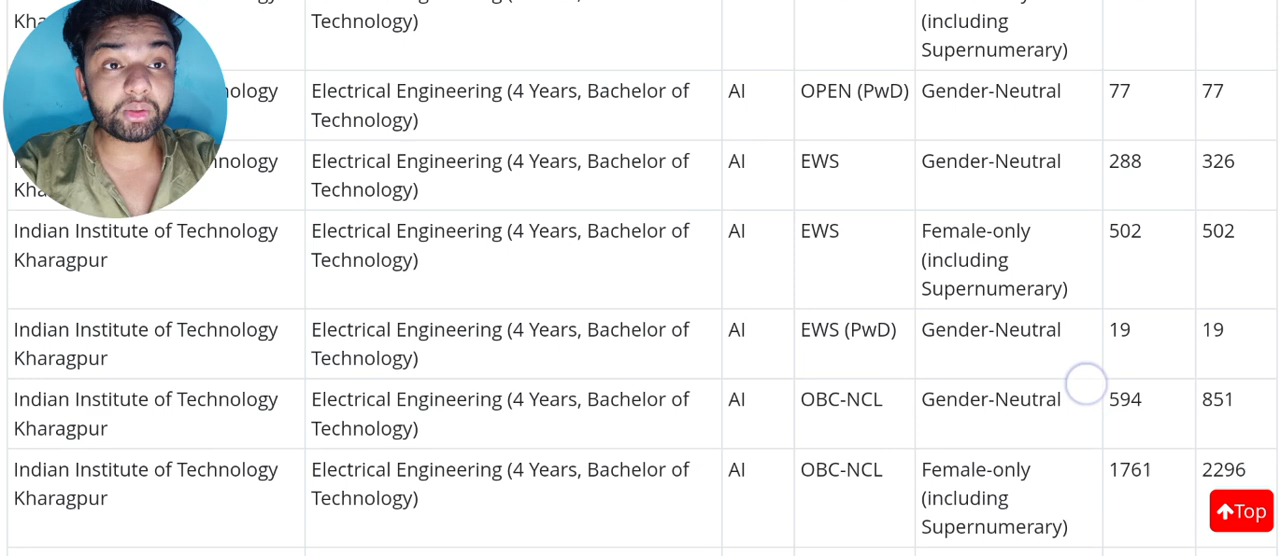 Technology)
(including
Supernumerary)
Electrical Engineering (4 Years, Bachelor of
Technology)
AI
OPEN (PwD)
Gender-Neutral
77
77
Electrical Engineering (4 Years, Bachelor of
Technology)
AI
EWS
Gender-Neutral
288
326
Indian Institute of Technology
Kharagpur
Electrical Engineering (4 Years, Bachelor of
Technology)
AI
EWS
Female-only
(including
Supernumerary)
502
502
Indian Institute of Technology
Kharagpur
Electrical Engineering (4 Years, Bachelor of
Technology)
AI
EWS (PwD)
Gender-Neutral
19
19
Indian Institute of Technology
Kharagpur
Electrical Engineering (4 Years, Bachelor of
Technology)
AI
OBC-NCL
Gender-Neutral
594
851
Indian Institute of Technology
Kharagpur
Electrical Engineering (4 Years, Bachelor of
Technology)
AI
OBC-NCL
Female-only
(including
Supernumerary)
1761
2296
Top